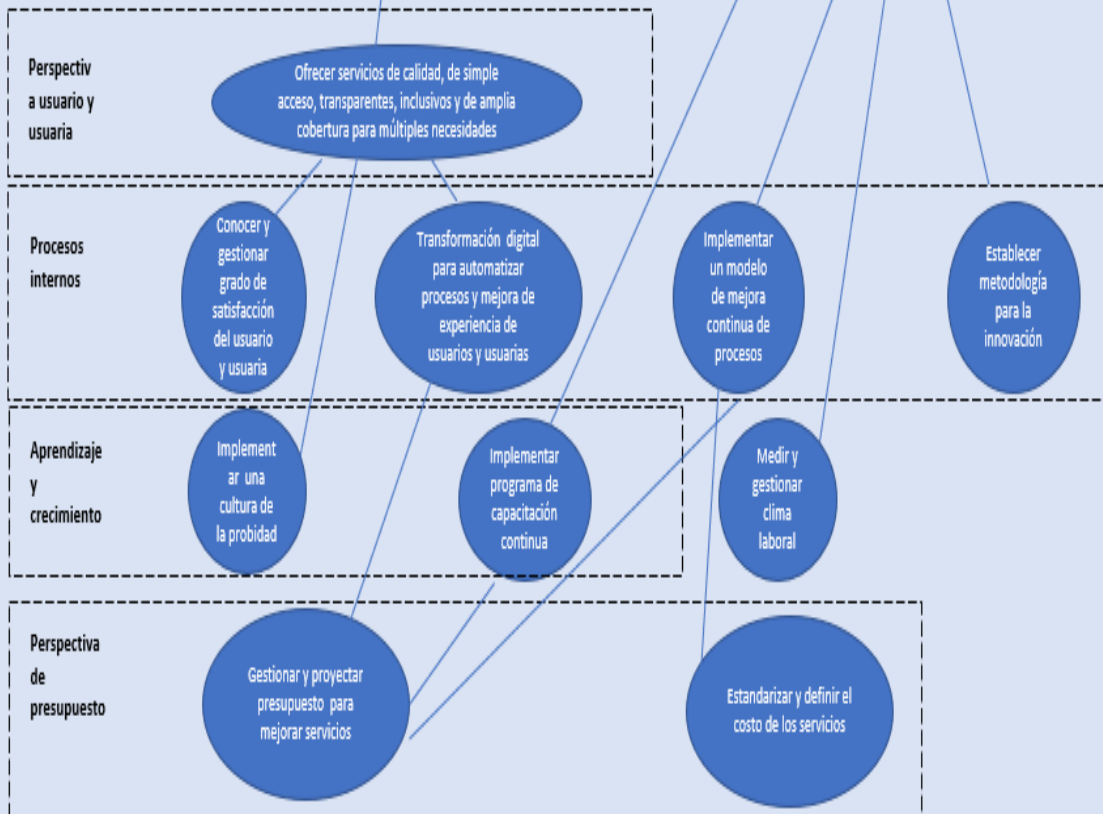 Perspectiv
a usuario y
usuaria
Ofrecer servicios de calidad, de simple
acceso, transparentes, inclusivos y de amplia
cobertura para múltiples necesidades
Procesos
internos
Conocer y
gestionar
grado de
satisfacción
del usuario
y usuaria
Transformación digital
para automatizar
procesos y mejora de
experiencia de
usuarios y usuarias
Implementar
un modelo
de mejora
continua de
procesos
Establecer
metodología
para la
innovación
Aprendizaje
y
crecimiento
Implement
ar una
cultura de
la probidad
Implementar
programa de
capacitación
continua
Medir y
gestionar
clima
laboral
Perspectiva
de
presupuesto
Gestionar y proyectar
presupuesto para
mejorar servicios
Estandarizar y definir el
costo de los servicios